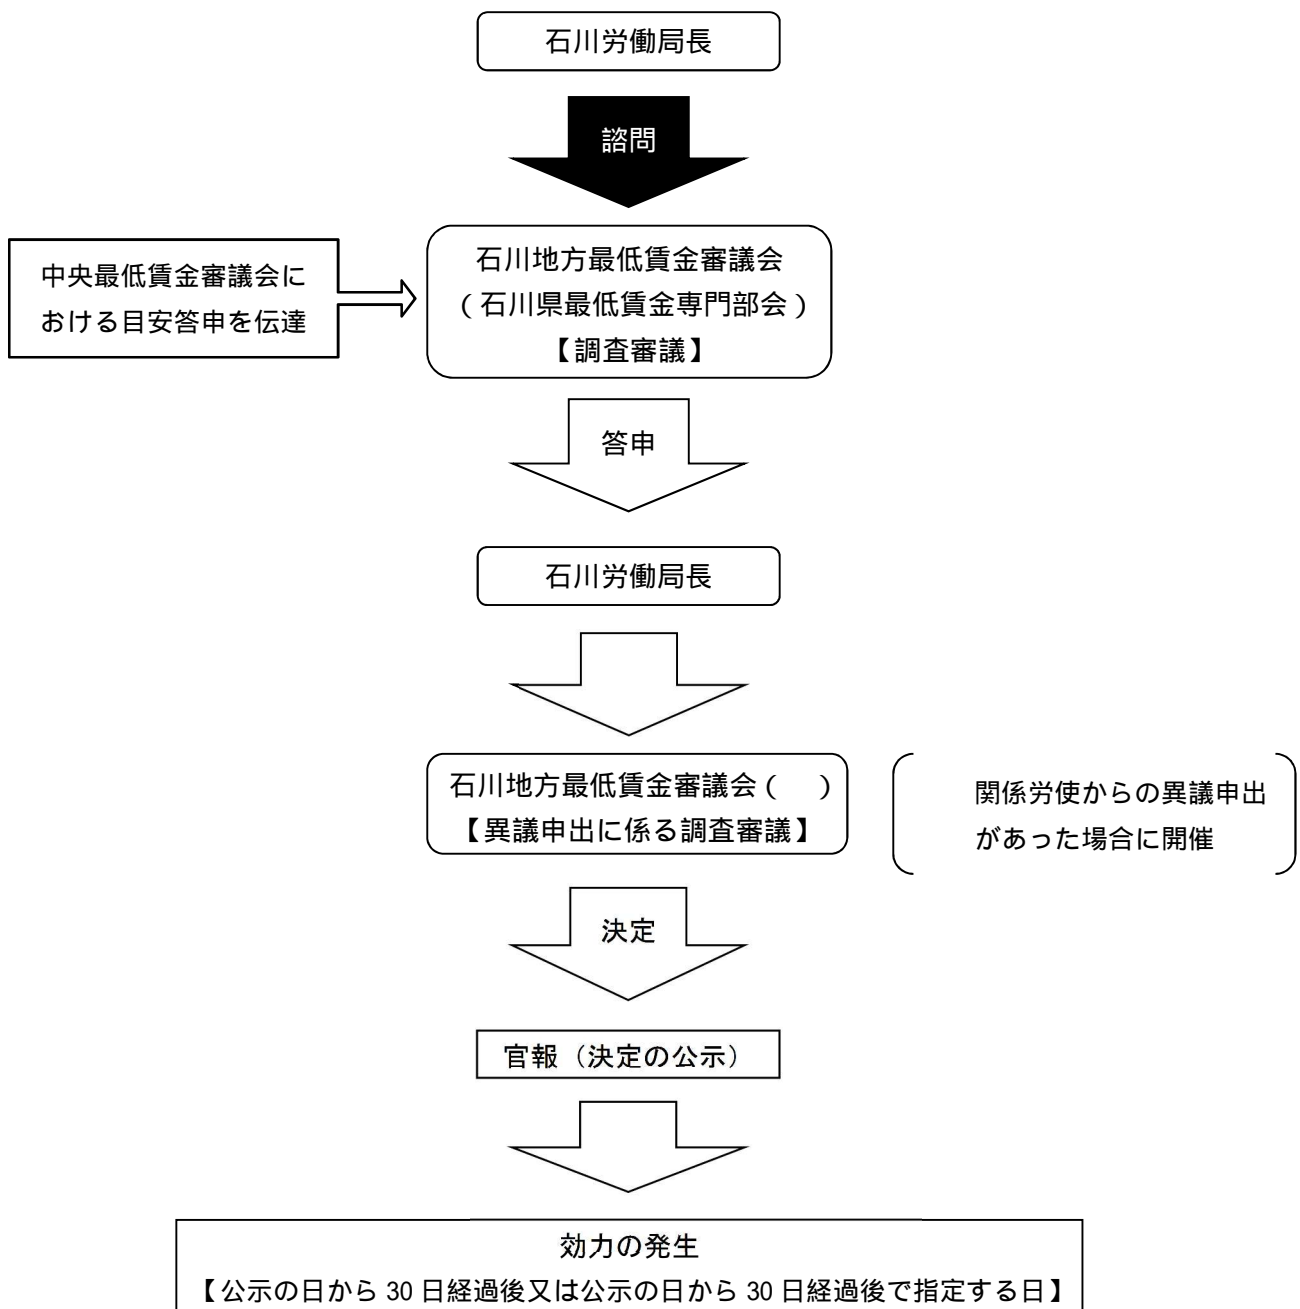 石川労働局長
諮問
中央最低賃金審議会に
おける目安答申を伝達
石川地方最低賃金審議会
（石川県最低賃金専門部会）
【調査審議】
答申
石川労働局長
石川地方最低賃金審議会（　）
【異議申出に係る調査審議】
関係労使からの異議申出
があった場合に開催
決定
官報（決定の公示）
効力の発生
【公示の日から 30 日経過後又は公示の日から 30 日経過後で指定する日】